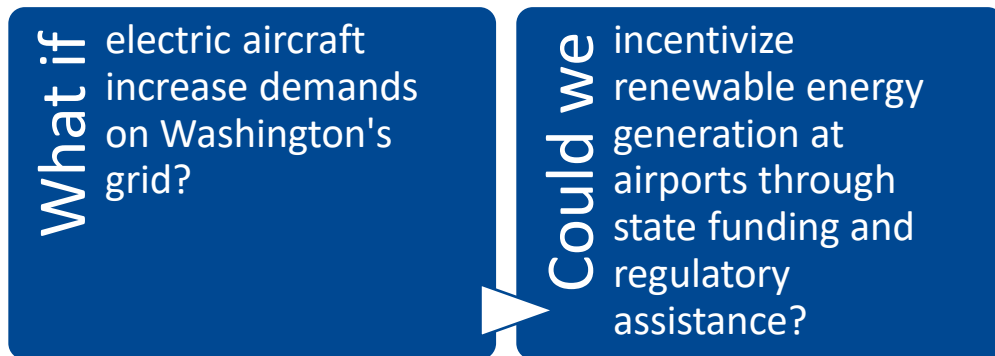 What if
electric aircraft
increase demands
on Washington's
grid?
Could we
incentivize
renewable energy
generation at
airports through
state funding and
regulatory
assistance?